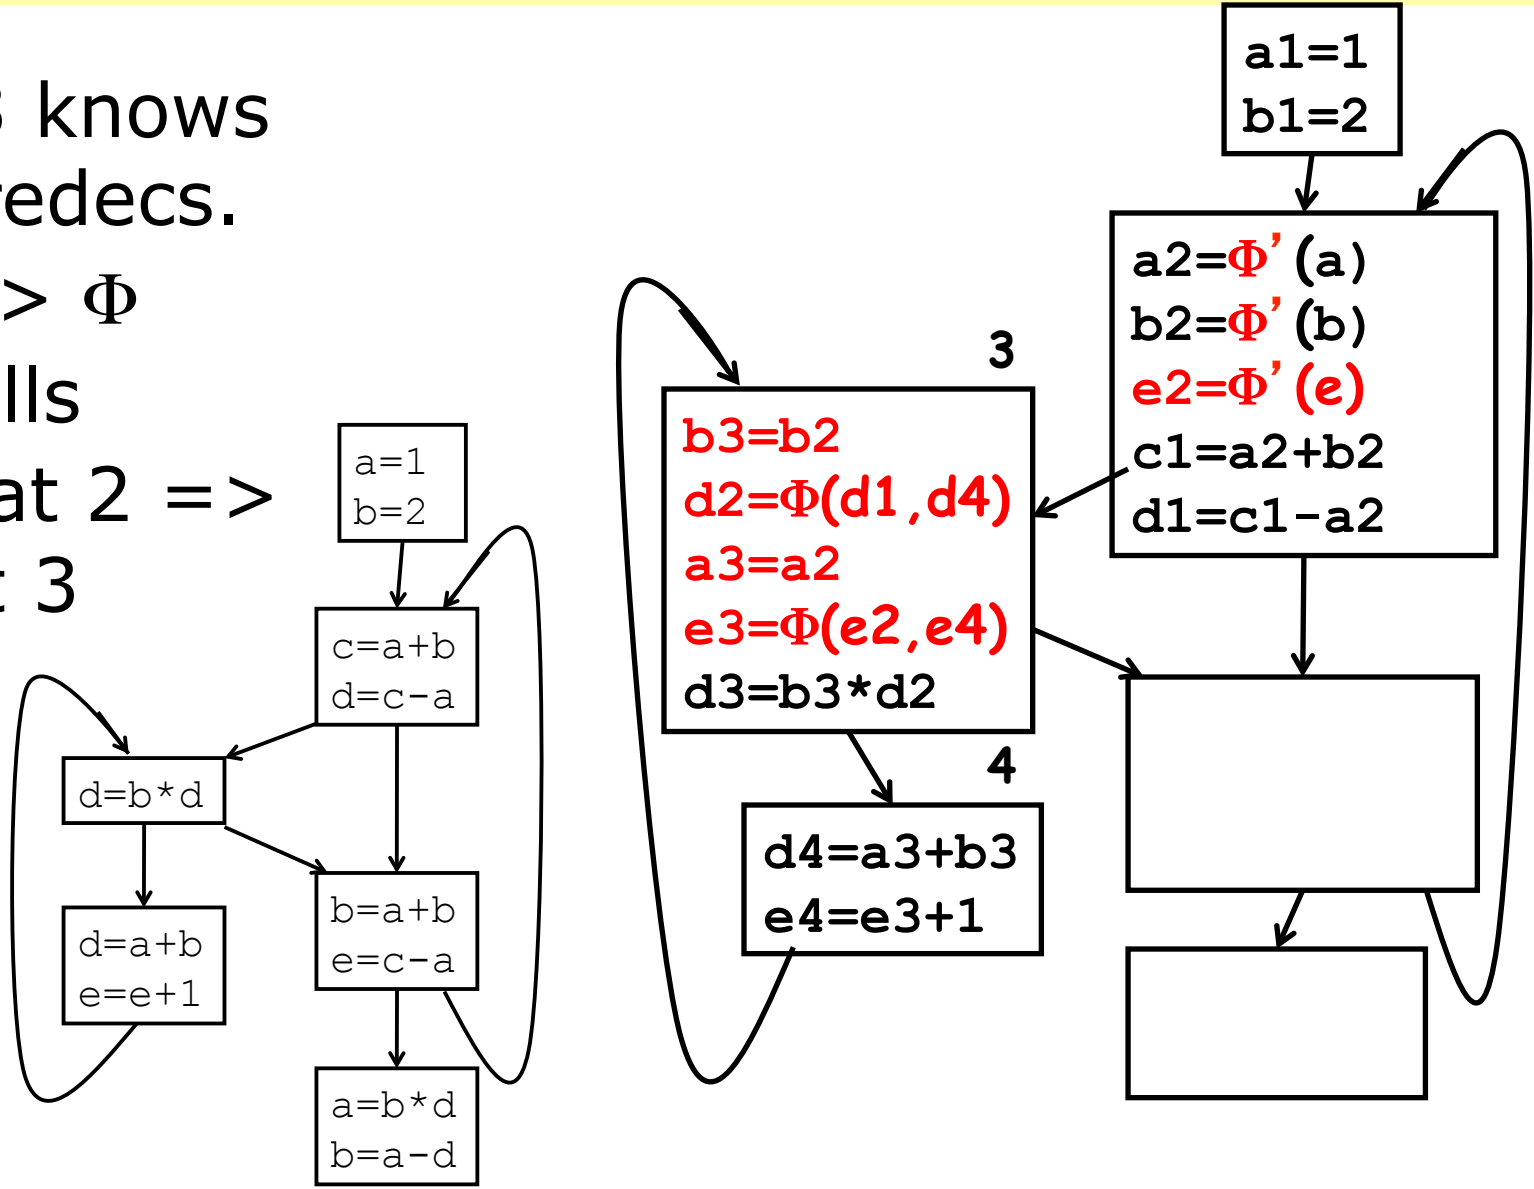 knows
redecs.
> Φ
lls
at 2 =>
t 3
a=1
b=2
c=a+b
d=c-a
d=b*d
d=a+b
e=e+1
b=a+b
e=c-a
a=b*d
b=a-d
a1=1
b1=2
a2=Φ'(a)
b2=Φ'(b)
e2=Φ'(e)
c1=a2+b2
d1=c1-a2
3
b3=b2
d2=Φ(d1,d4)
a3=a2
e3=Φ(e2,e4)
d3=b3*d2
4
d4=a3+b3
e4=e3+1